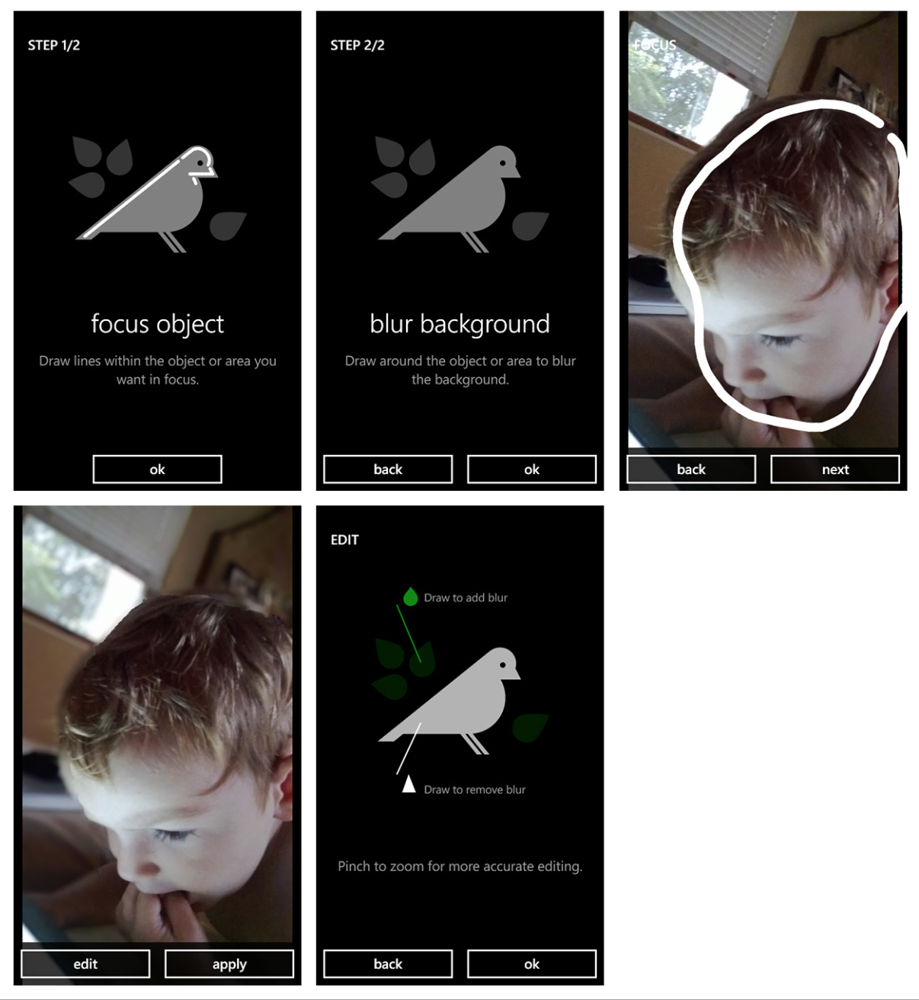 STEP 1/2
focus object
Draw lines within the object or area you
want in focus.
ok
STEP 2/2
blur background
Draw around the object or area to blur
the background.
back
ok
FOCUS
back
next
edit
apply
EDIT
Draw to add blur
Draw to remove blur
Pinch to zoom for more accurate editing.
back
ok